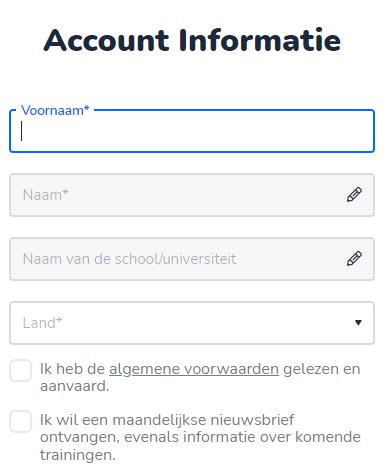 Account Informatie
Voornaam*
Naam*
Naam van de school/universiteit
Land*
Ik heb de algemene voorwaarden gelezen en
aanvaard.
Ik wil een maandelijkse nieuwsbrief
ontvangen, evenals informatie over komende
trainingen.